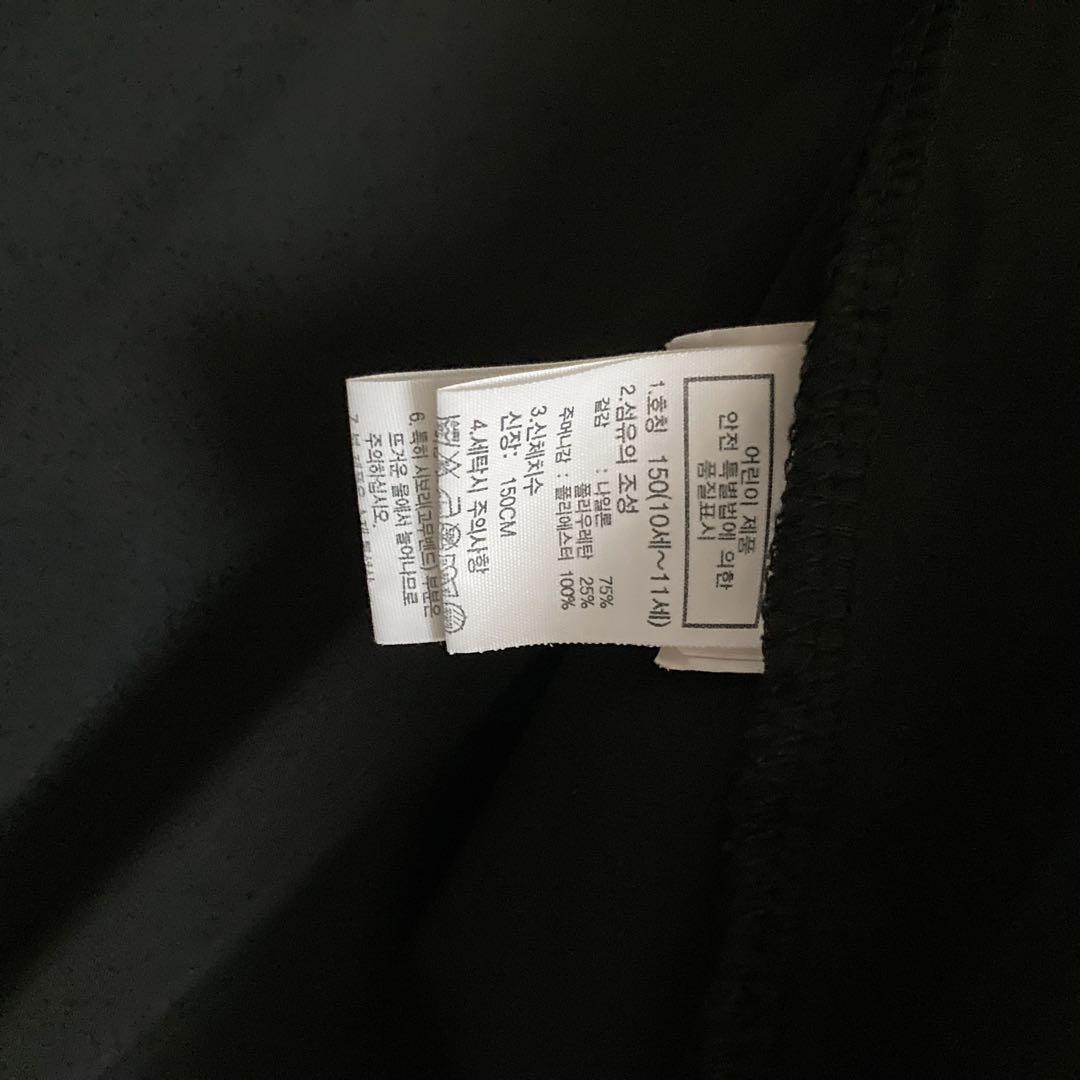 어린이 제품
안전 특별법에 의한
품질표시
1.호칭 150(10세~11세)
2.섬유의 조성
겉감 : 나일론 75%
폴리우레탄 25%
주머니감 : 폴리에스터 100%
3.신체치수
신장: 150CM
4.세탁시 주의사항
6. 특히 시보리(고무밴드) 부분은
뜨거운 물에서 늘어나므로
주의하십시오.